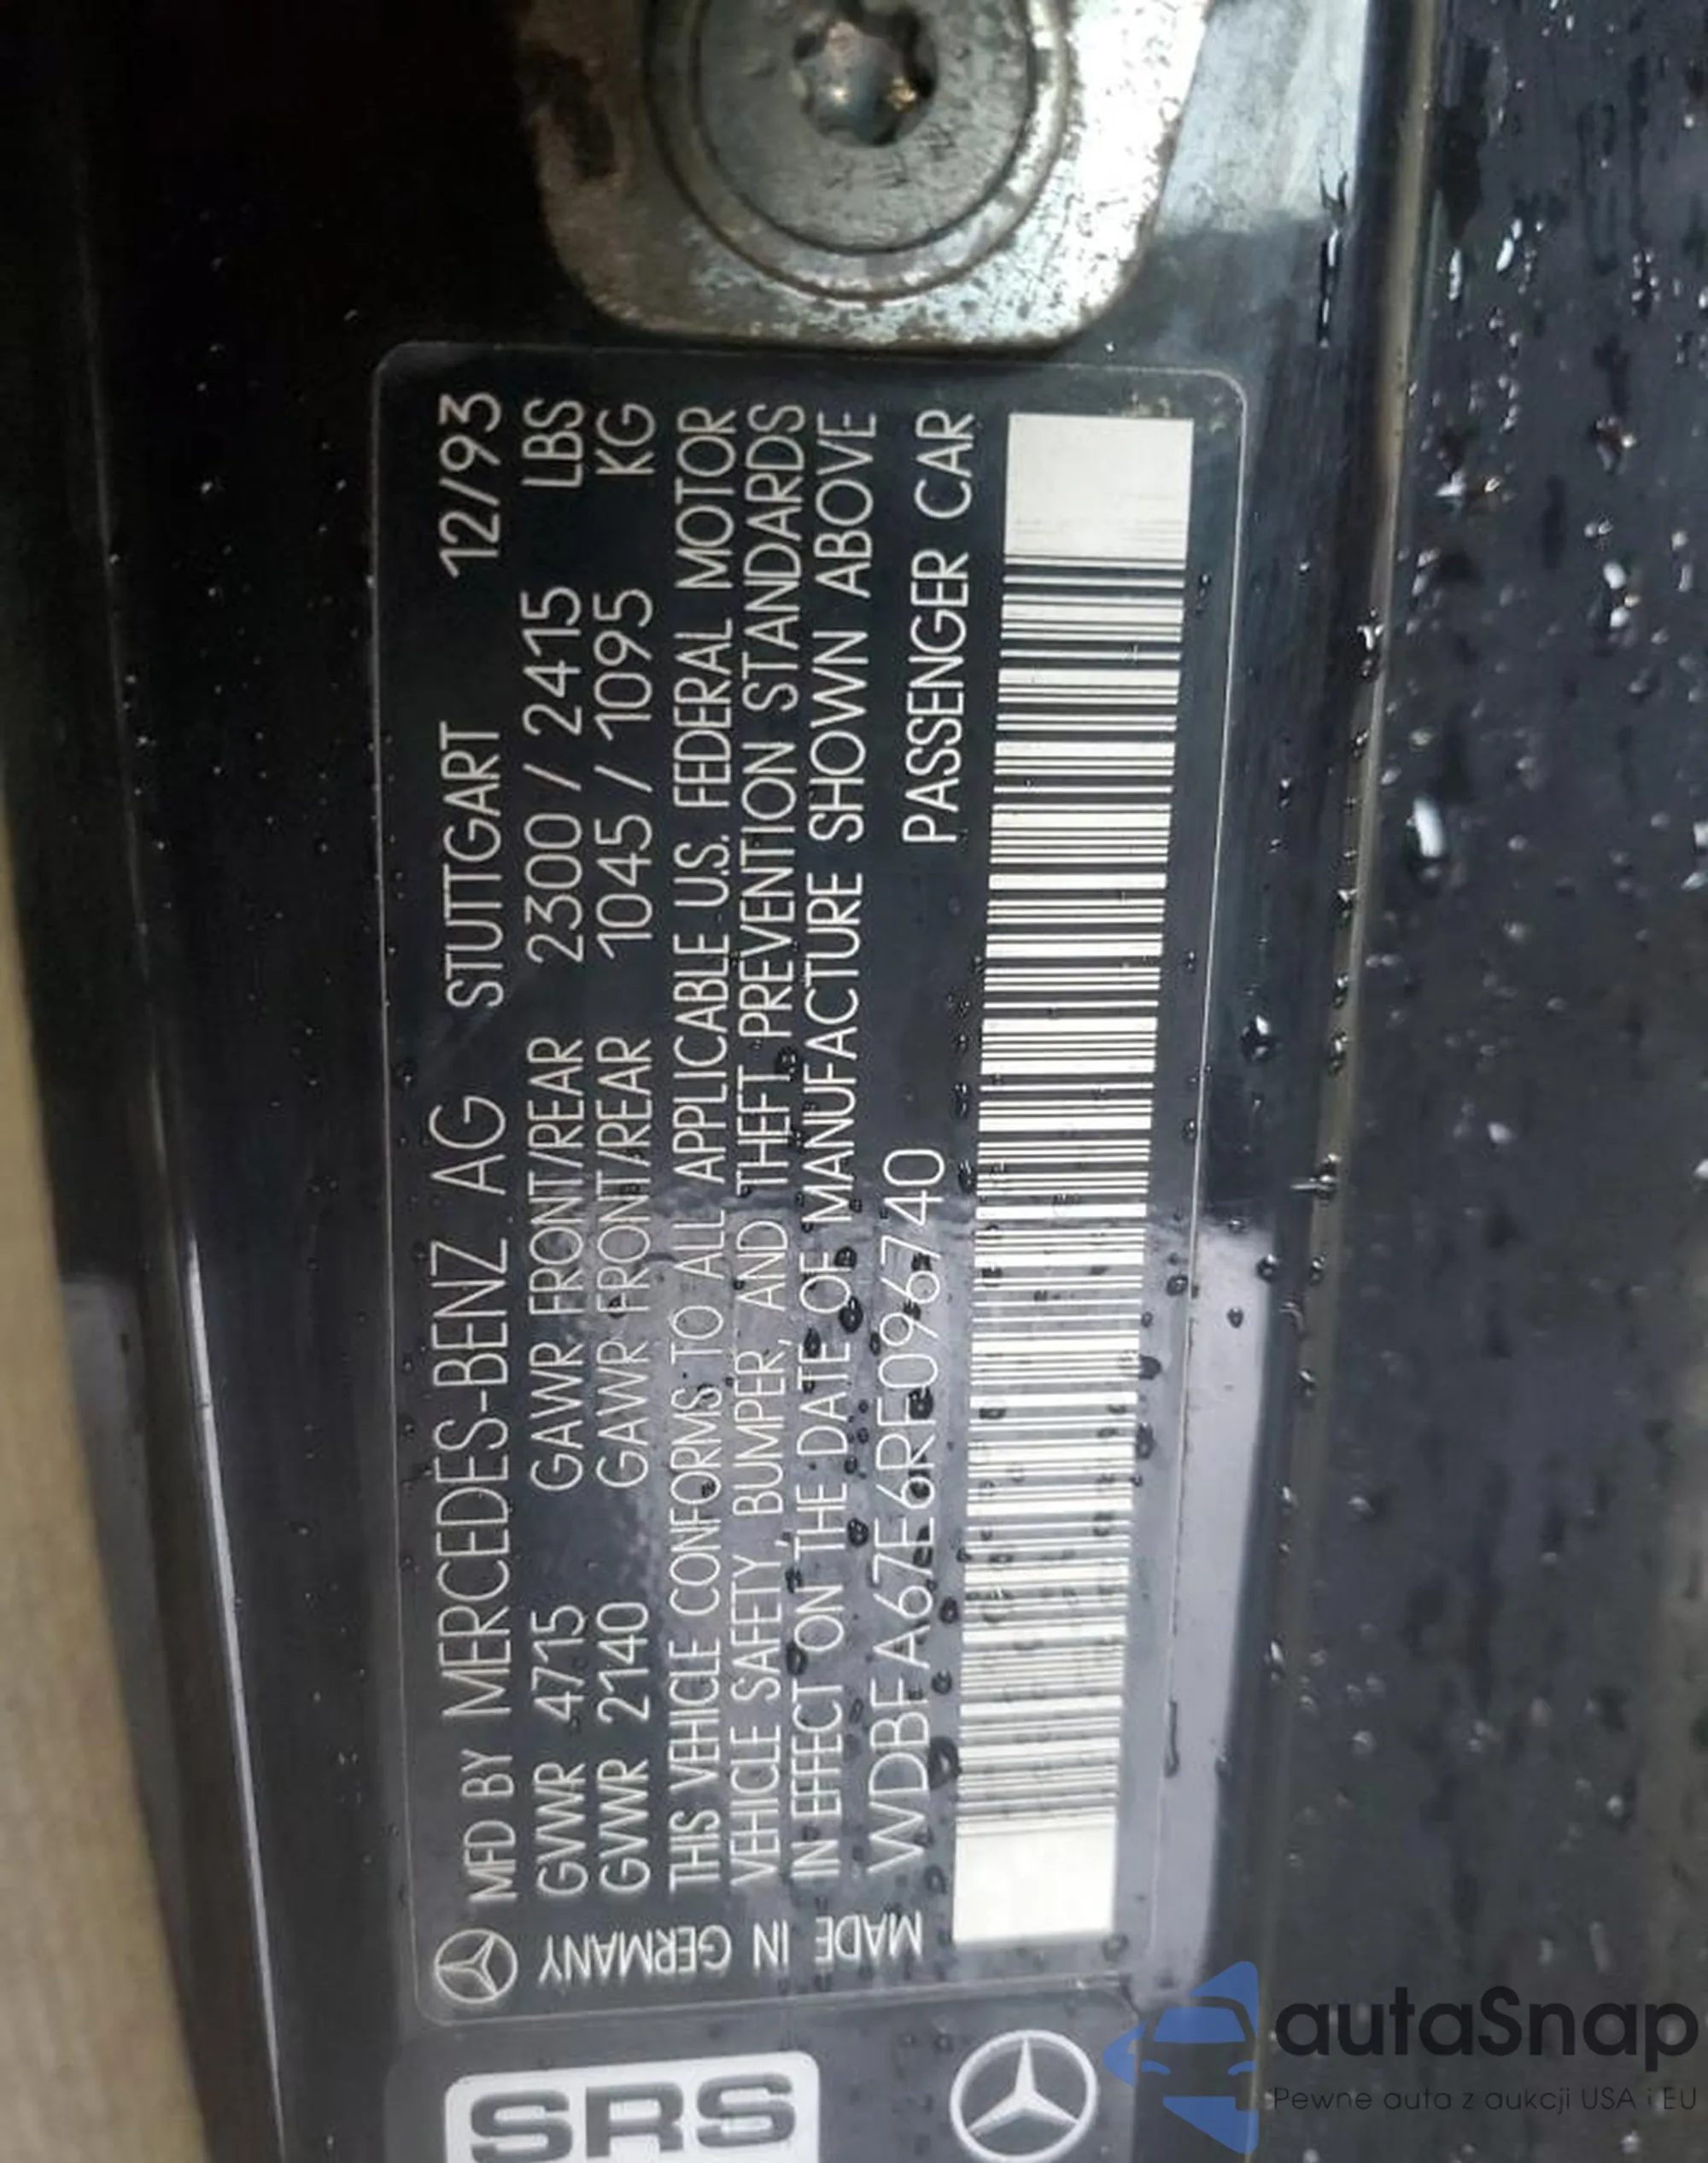 MFD BY MERCEDES-BENZ AG STUTTGART 12/93
GVWR 4715 GAWR FRONT/REAR 2300 / 2415 LBS
GVWR 2140 GAWR FRONT/REAR 1045 / 1095 KG
THIS VEHICLE CONFORMS TO ALL APPLICABLE U.S. FEDERAL MOTOR
VEHICLE SAFETY, BUMPER, AND THEFT PREVENTION STANDARDS
IN EFFECT ON THE DATE OF MANUFACTURE SHOWN ABOVE
WDBFA67E6RF096740 PASSENGER CAR
MADE IN GERMANY
SRS
autaSnap
Pewne auta z aukcji USA i EU